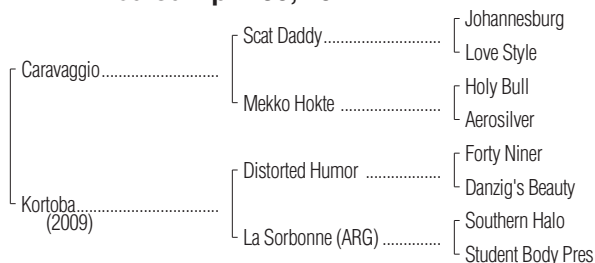 Johannesburg
Scat Daddy
Love Style
Caravaggio
Holy Bull
Mekko Hokte
Aerosilver
Forty Niner
Distorted Humor
Danzig's Beauty
Kortoba
(2009)
Southern Halo
La Sorbonne (ARG)
Student Body Pres